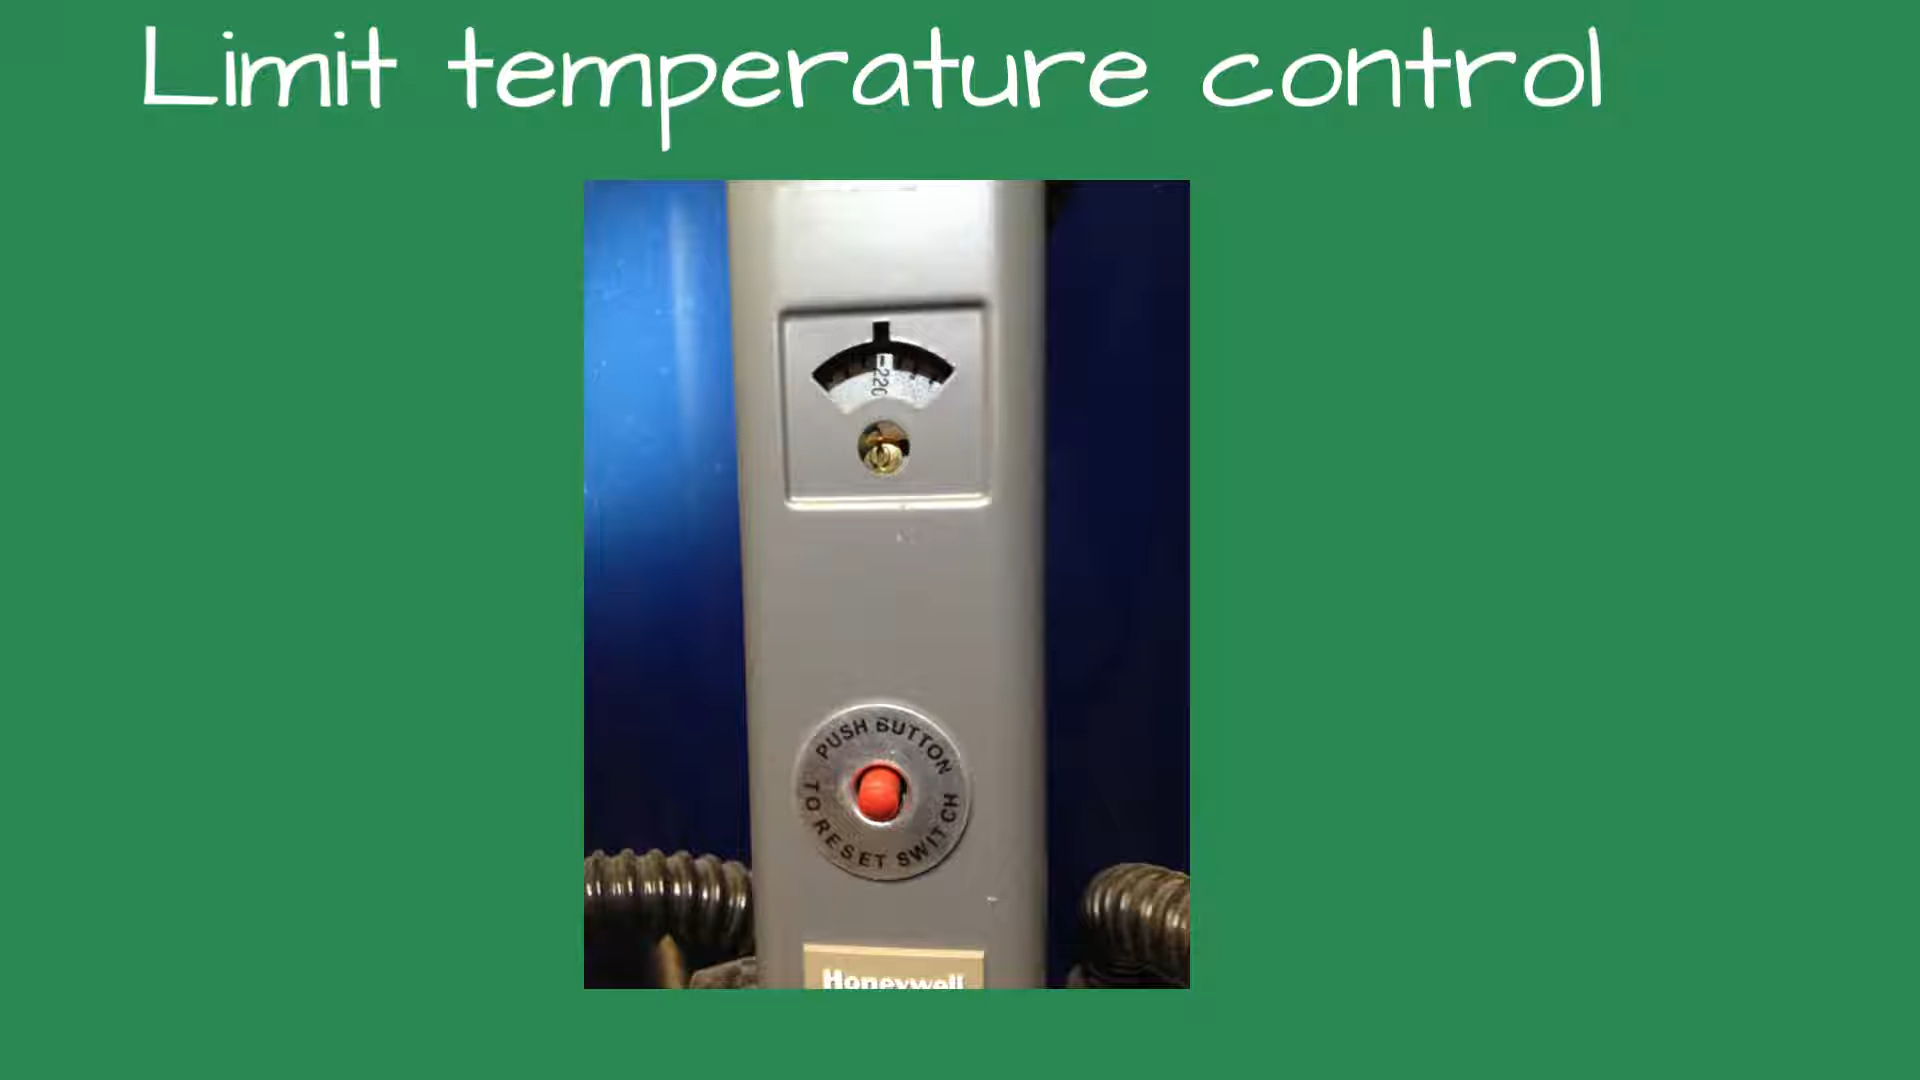 Limit temperature control
-220
PUSH BUTTON
TO RESET SWITCH
Honeywell